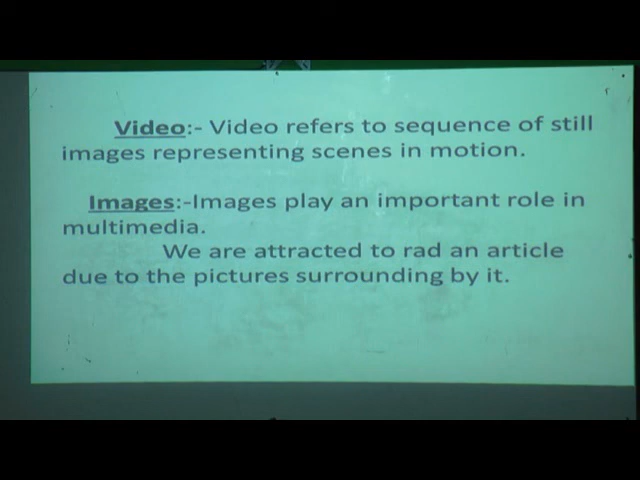 Video:- Video refers to sequence of still
images representing scenes in motion.
Images:-Images play an important role in
multimedia.
We are attracted to rad an article
due to the pictures surrounding by it.